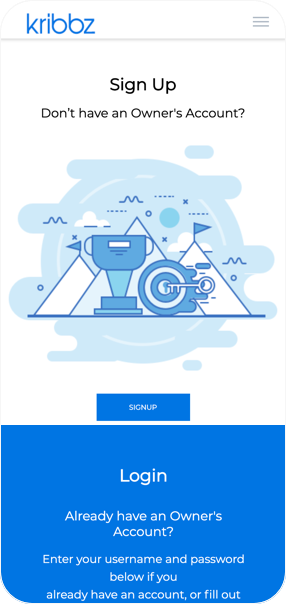 kribbz
Sign Up
Don’t have an Owner's Account?
SIGNUP
Login
Already have an Owner's
Account?
Enter your username and password
below if you
already have an account, or fill out